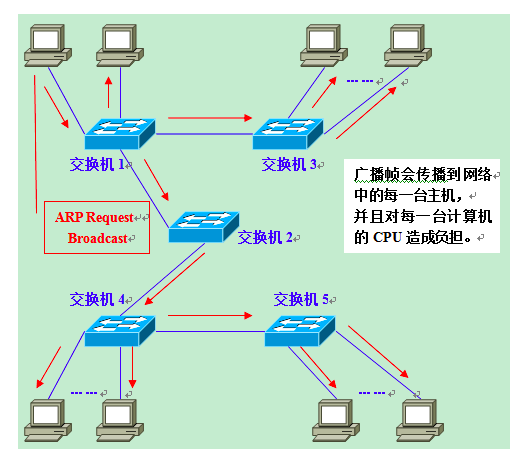 交换机 1
交换机 3
广播帧会传播到网络
中的每一台主机，
并且对每一台计算机
的 CPU 造成负担。
ARP Request
Broadcast
交换机 2
交换机 4
交换机 5